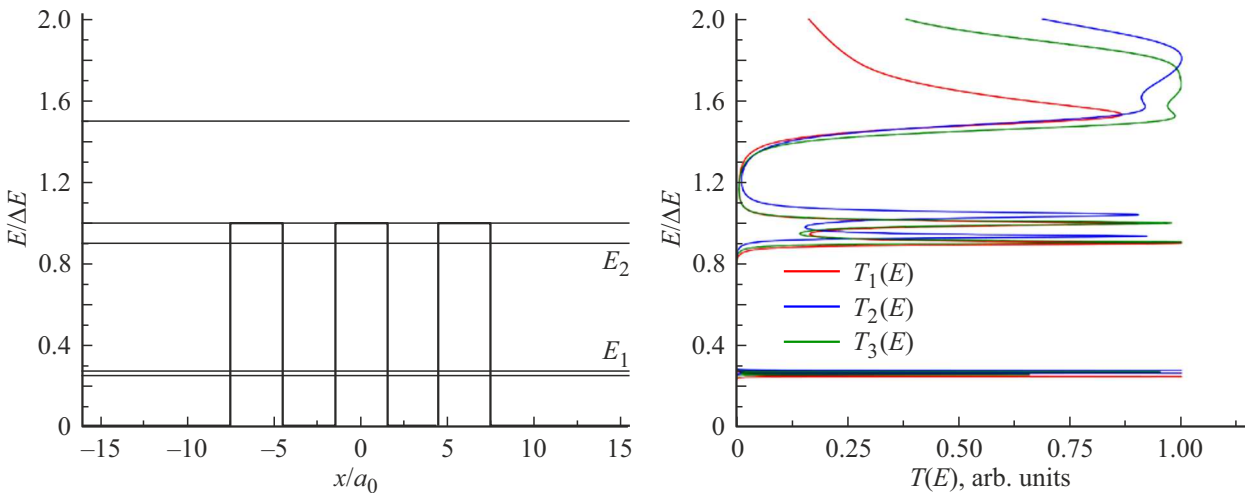 2.0
1.6
1.2
0.8
0.4
0
E/ΔE
E₂
E₁
–15
–10
–5
0
5
10
15
x/a₀
2.0
1.6
1.2
0.8
0.4
0
E/ΔE
T₁(E)
T₂(E)
T₃(E)
0
0.25
0.50
0.75
1.00
T(E), arb. units